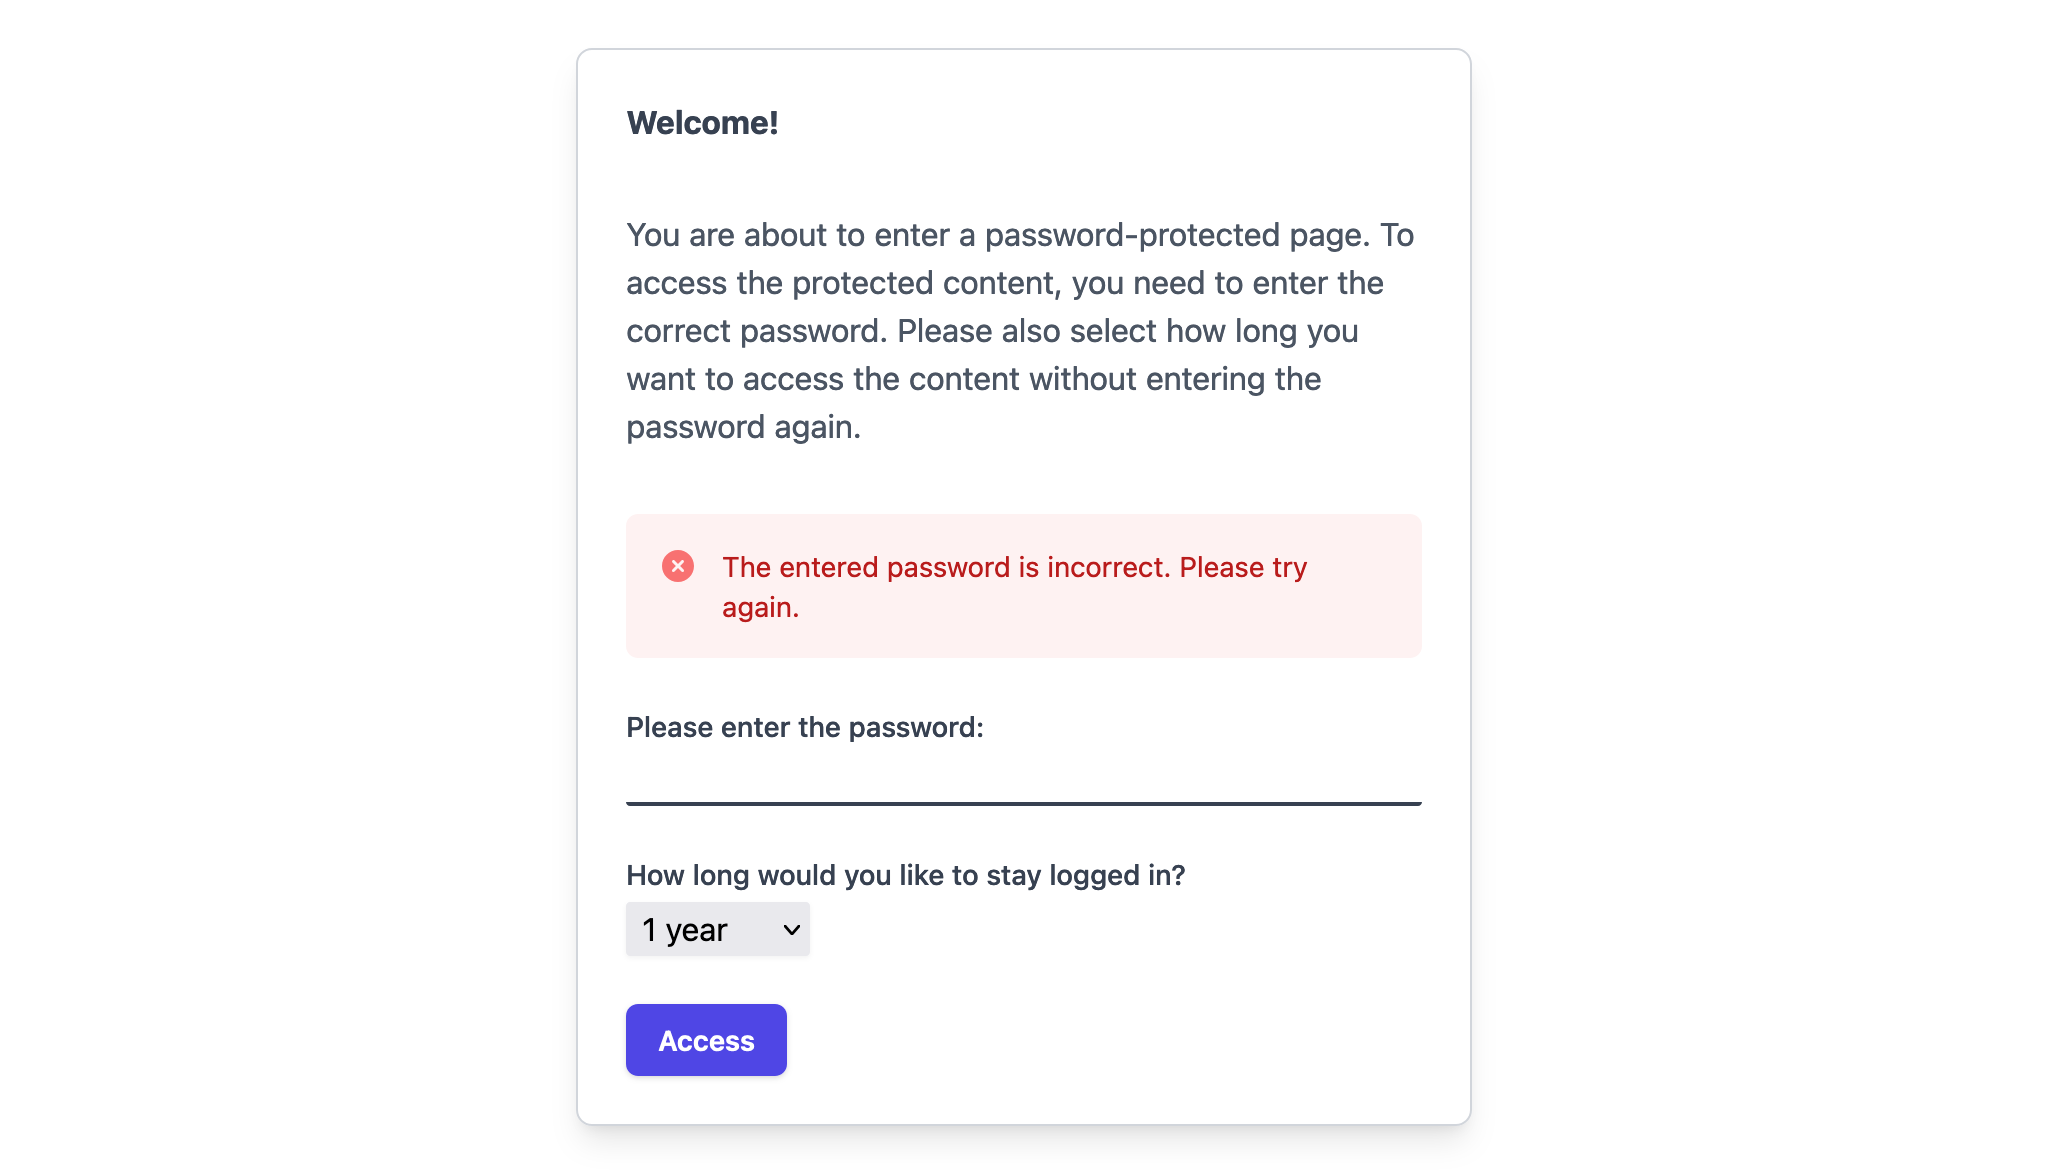 Welcome!
You are about to enter a password-protected page. To
access the protected content, you need to enter the
correct password. Please also select how long you
want to access the content without entering the
password again.
The entered password is incorrect. Please try
again.
Please enter the password:
How long would you like to stay logged in?
1 year
Access